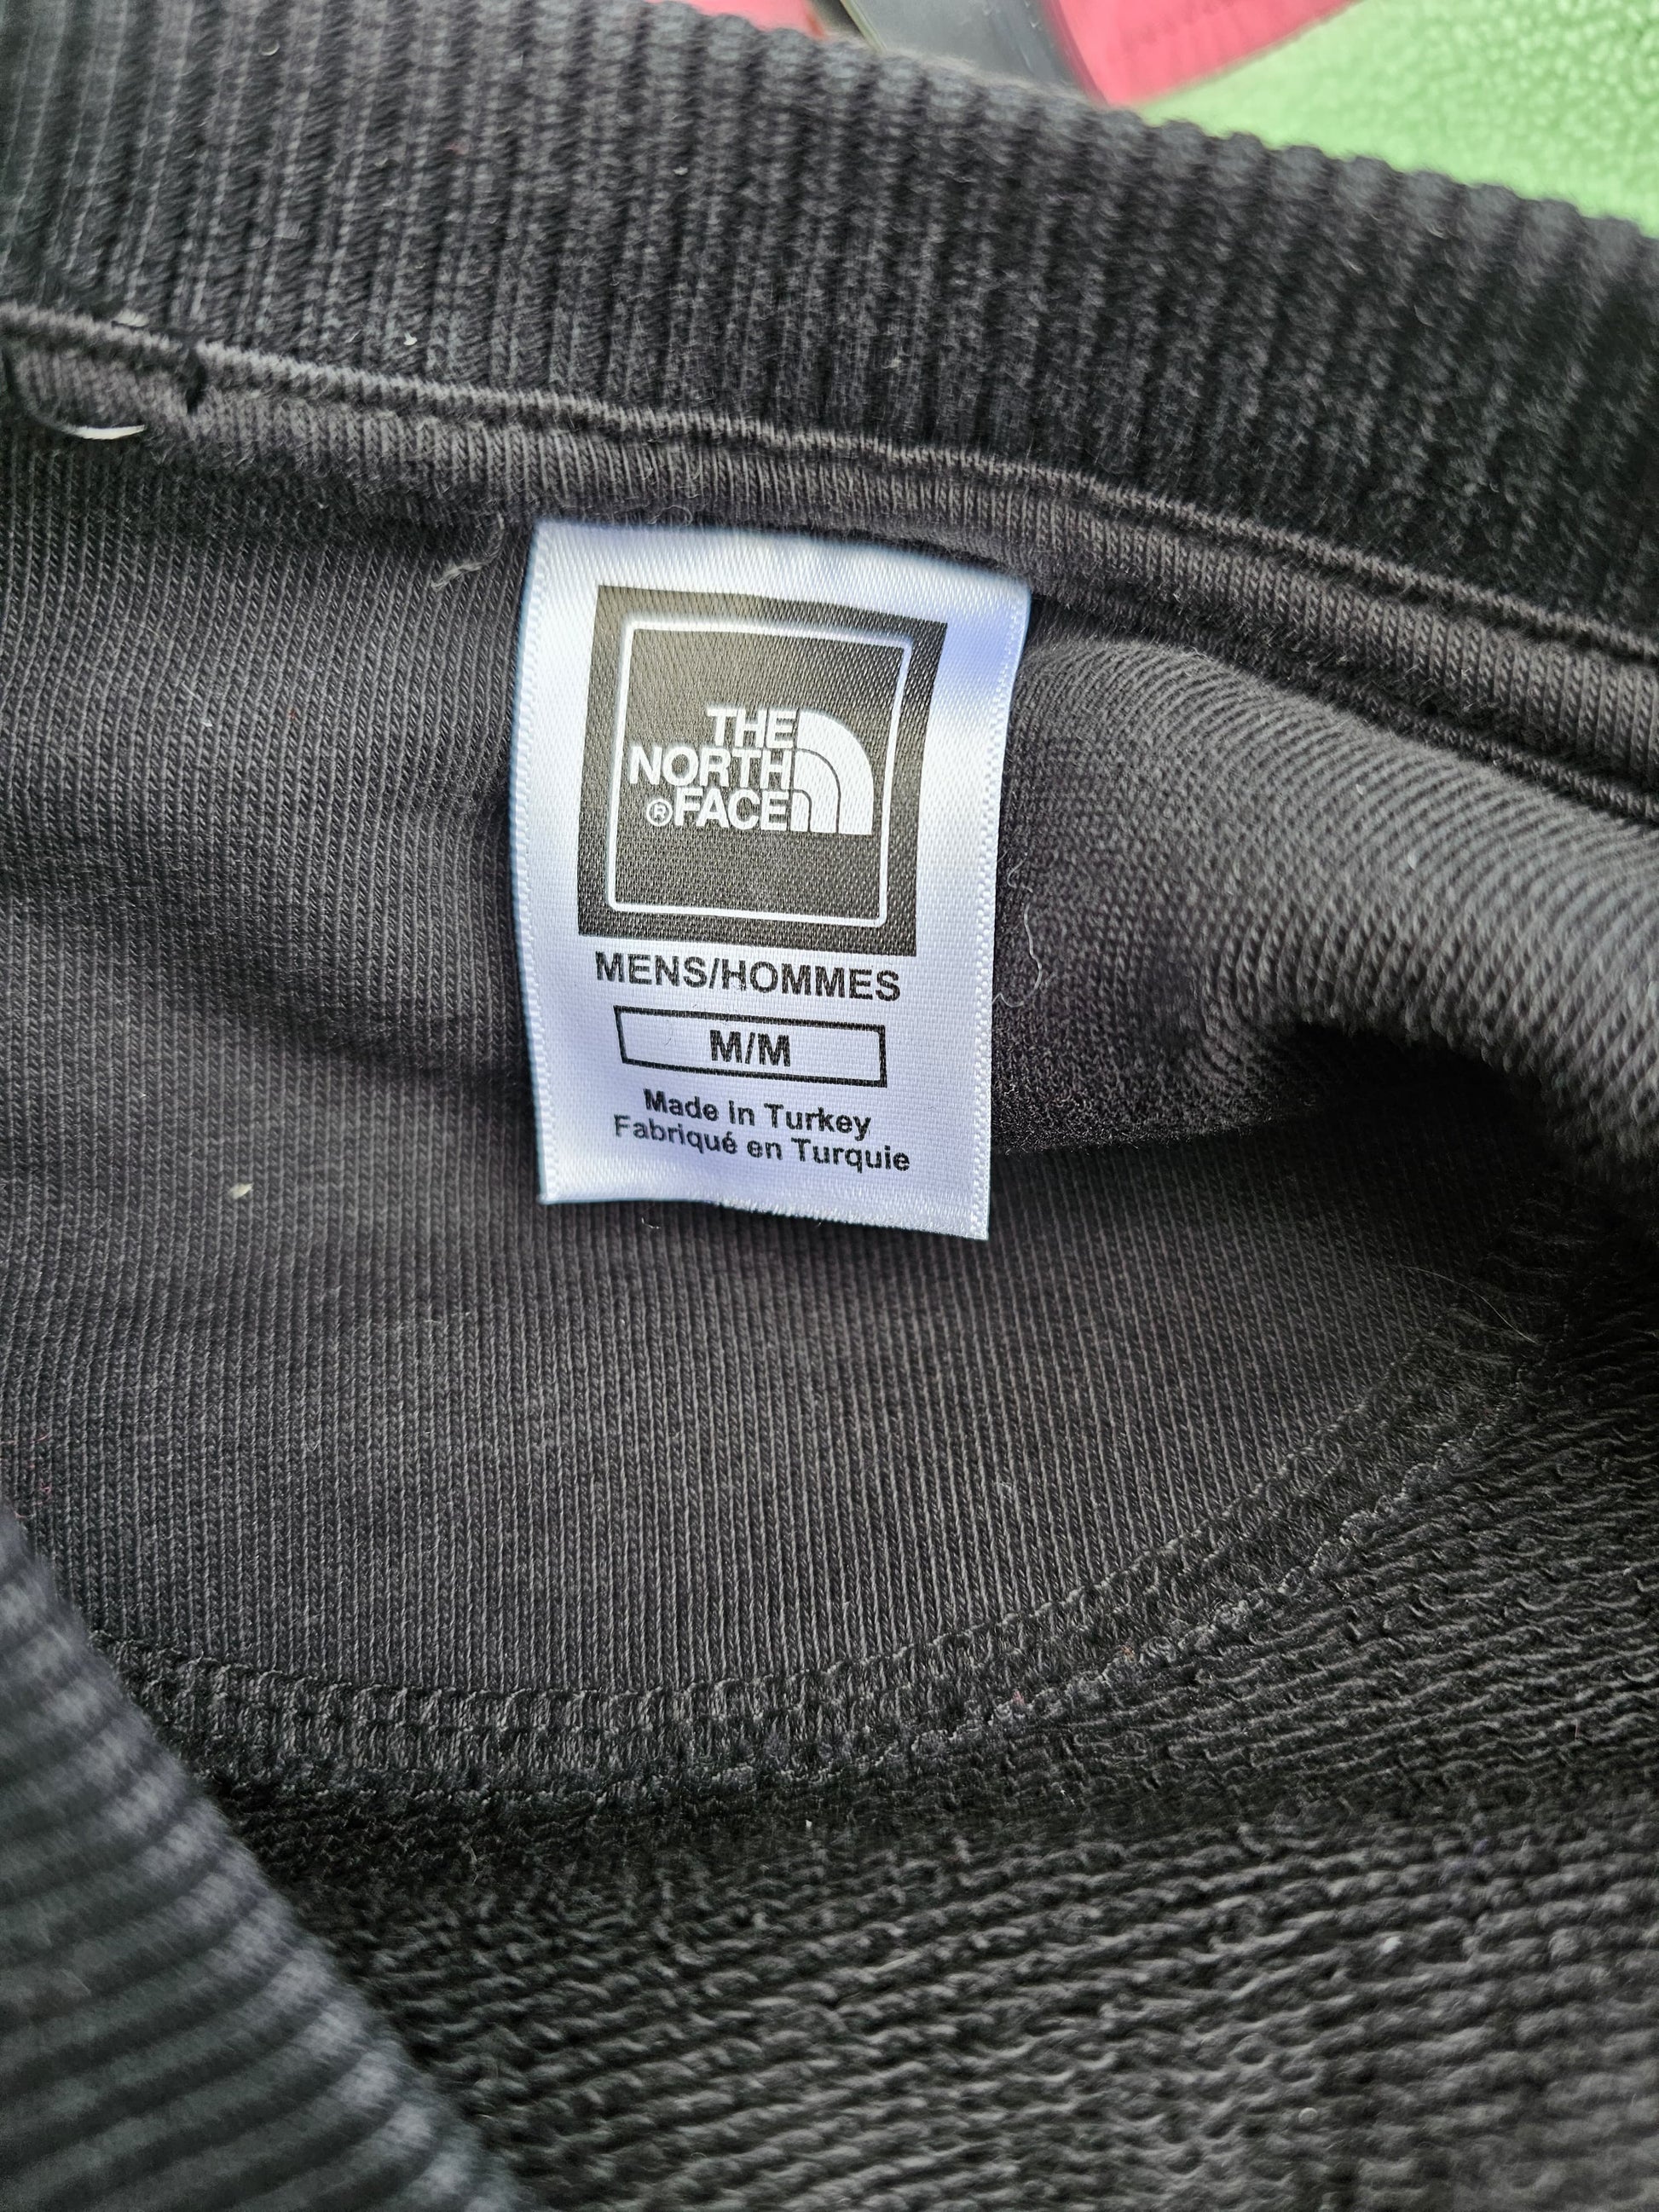 THE
NORTH
®FACE
MENS/HOMMES
M/M
Made in Turkey
Fabriqué en Turquie